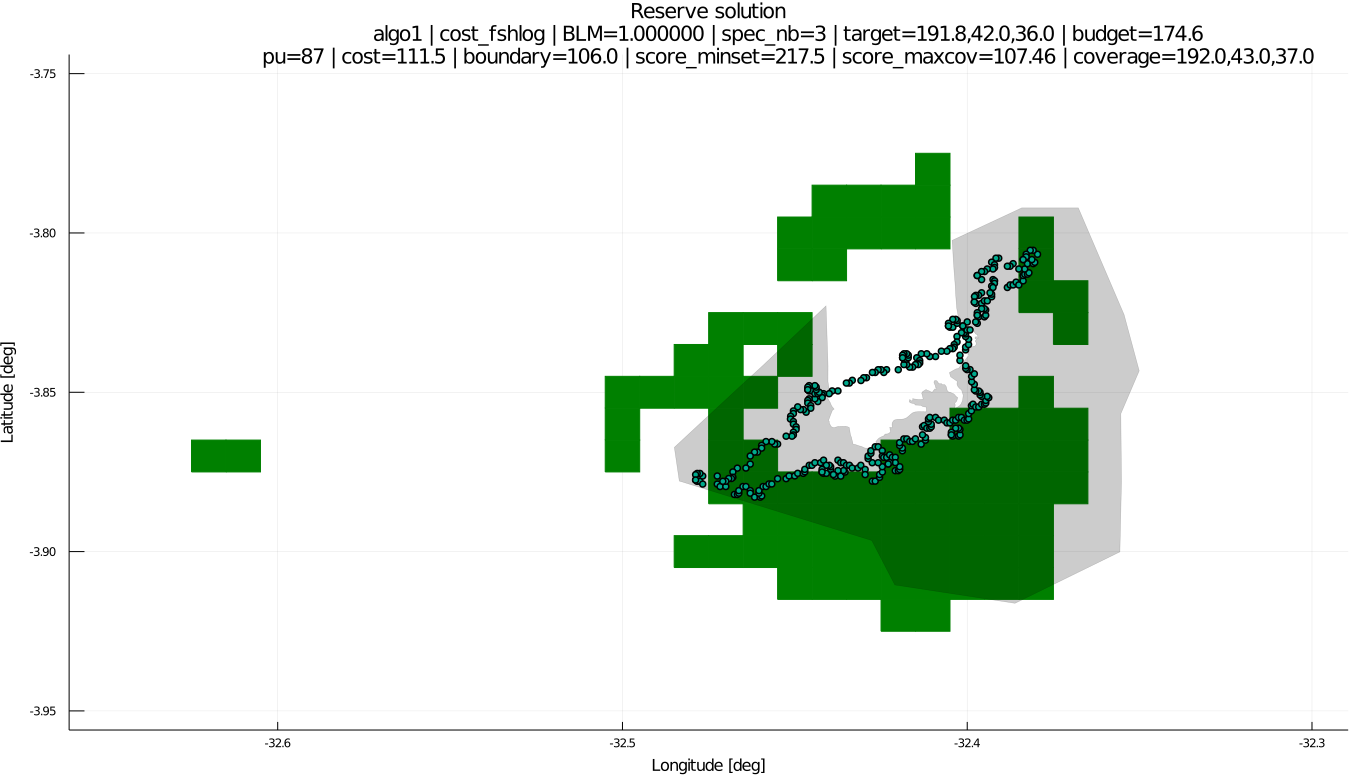 Reserve solution
algo1 | cost_fshlog | BLM=1.000000 | spec_nb=3 | target=191.8,42.0,36.0 | budget=174.6
pu=87 | cost=111.5 | boundary=106.0 | score_minset=217.5 | score_maxcov=107.46 | coverage=192.0,43.0,37.0
-3.75
-3.80
-3.85
-3.90
-3.95
Latitude [deg]
-32.6
-32.5
-32.4
-32.3
Longitude [deg]